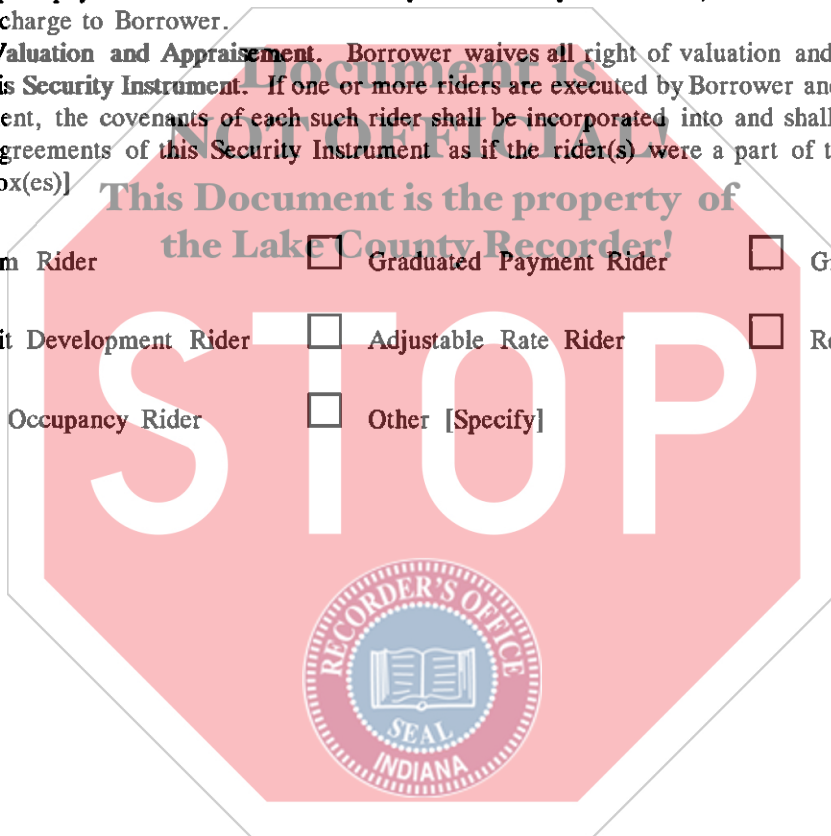 charge to Borrower.
Valuation and Appraisement. Borrower waives all right of valuation and
is Security Instrument. If one or more riders are executed by Borrower and
ent, the covenants of each such rider shall be incorporated into and shall
greements of this Security Instrument as if the rider(s) were a part of t
ox(es)]
Document is
NOT OFFICIAL!
This Document is the property of
the Lake County Recorder!
m Rider Graduated Payment Rider G
it Development Rider Adjustable Rate Rider Re
Occupancy Rider Other [Specify]
STOP
RECORDER'S OFFICE
SEAL
INDIANA